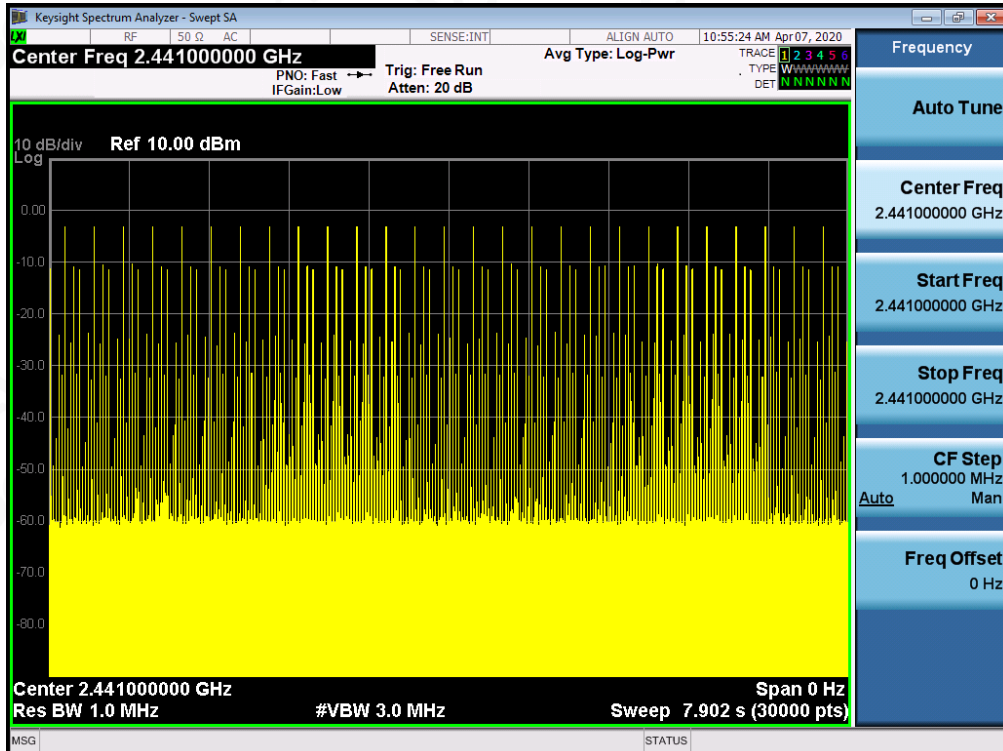 Keysight Spectrum Analyzer - Swept SA
LXI RF 50 Ω AC SENSE:INT ALIGN AUTO 10:55:24 AM Apr 07, 2020
Center Freq 2.441000000 GHz
PNO: Fast
IFGain:Low
Trig: Free Run
Atten: 20 dB
Avg Type: Log-Pwr
TRACE 1 2 3 4 5 6
TYPE WWWWWW
DET N N N N N N
10 dB/div Ref 10.00 dBm
Log
0.00
-10.0
-20.0
-30.0
-40.0
-50.0
-60.0
-70.0
-80.0
Center 2.441000000 GHz Span 0 Hz
Res BW 1.0 MHz #VBW 3.0 MHz Sweep 7.902 s (30000 pts)
MSG STATUS
Frequency
Auto Tune
Center Freq
2.441000000 GHz
Start Freq
2.441000000 GHz
Stop Freq
2.441000000 GHz
CF Step
1.000000 MHz
Auto Man
Freq Offset
0 Hz